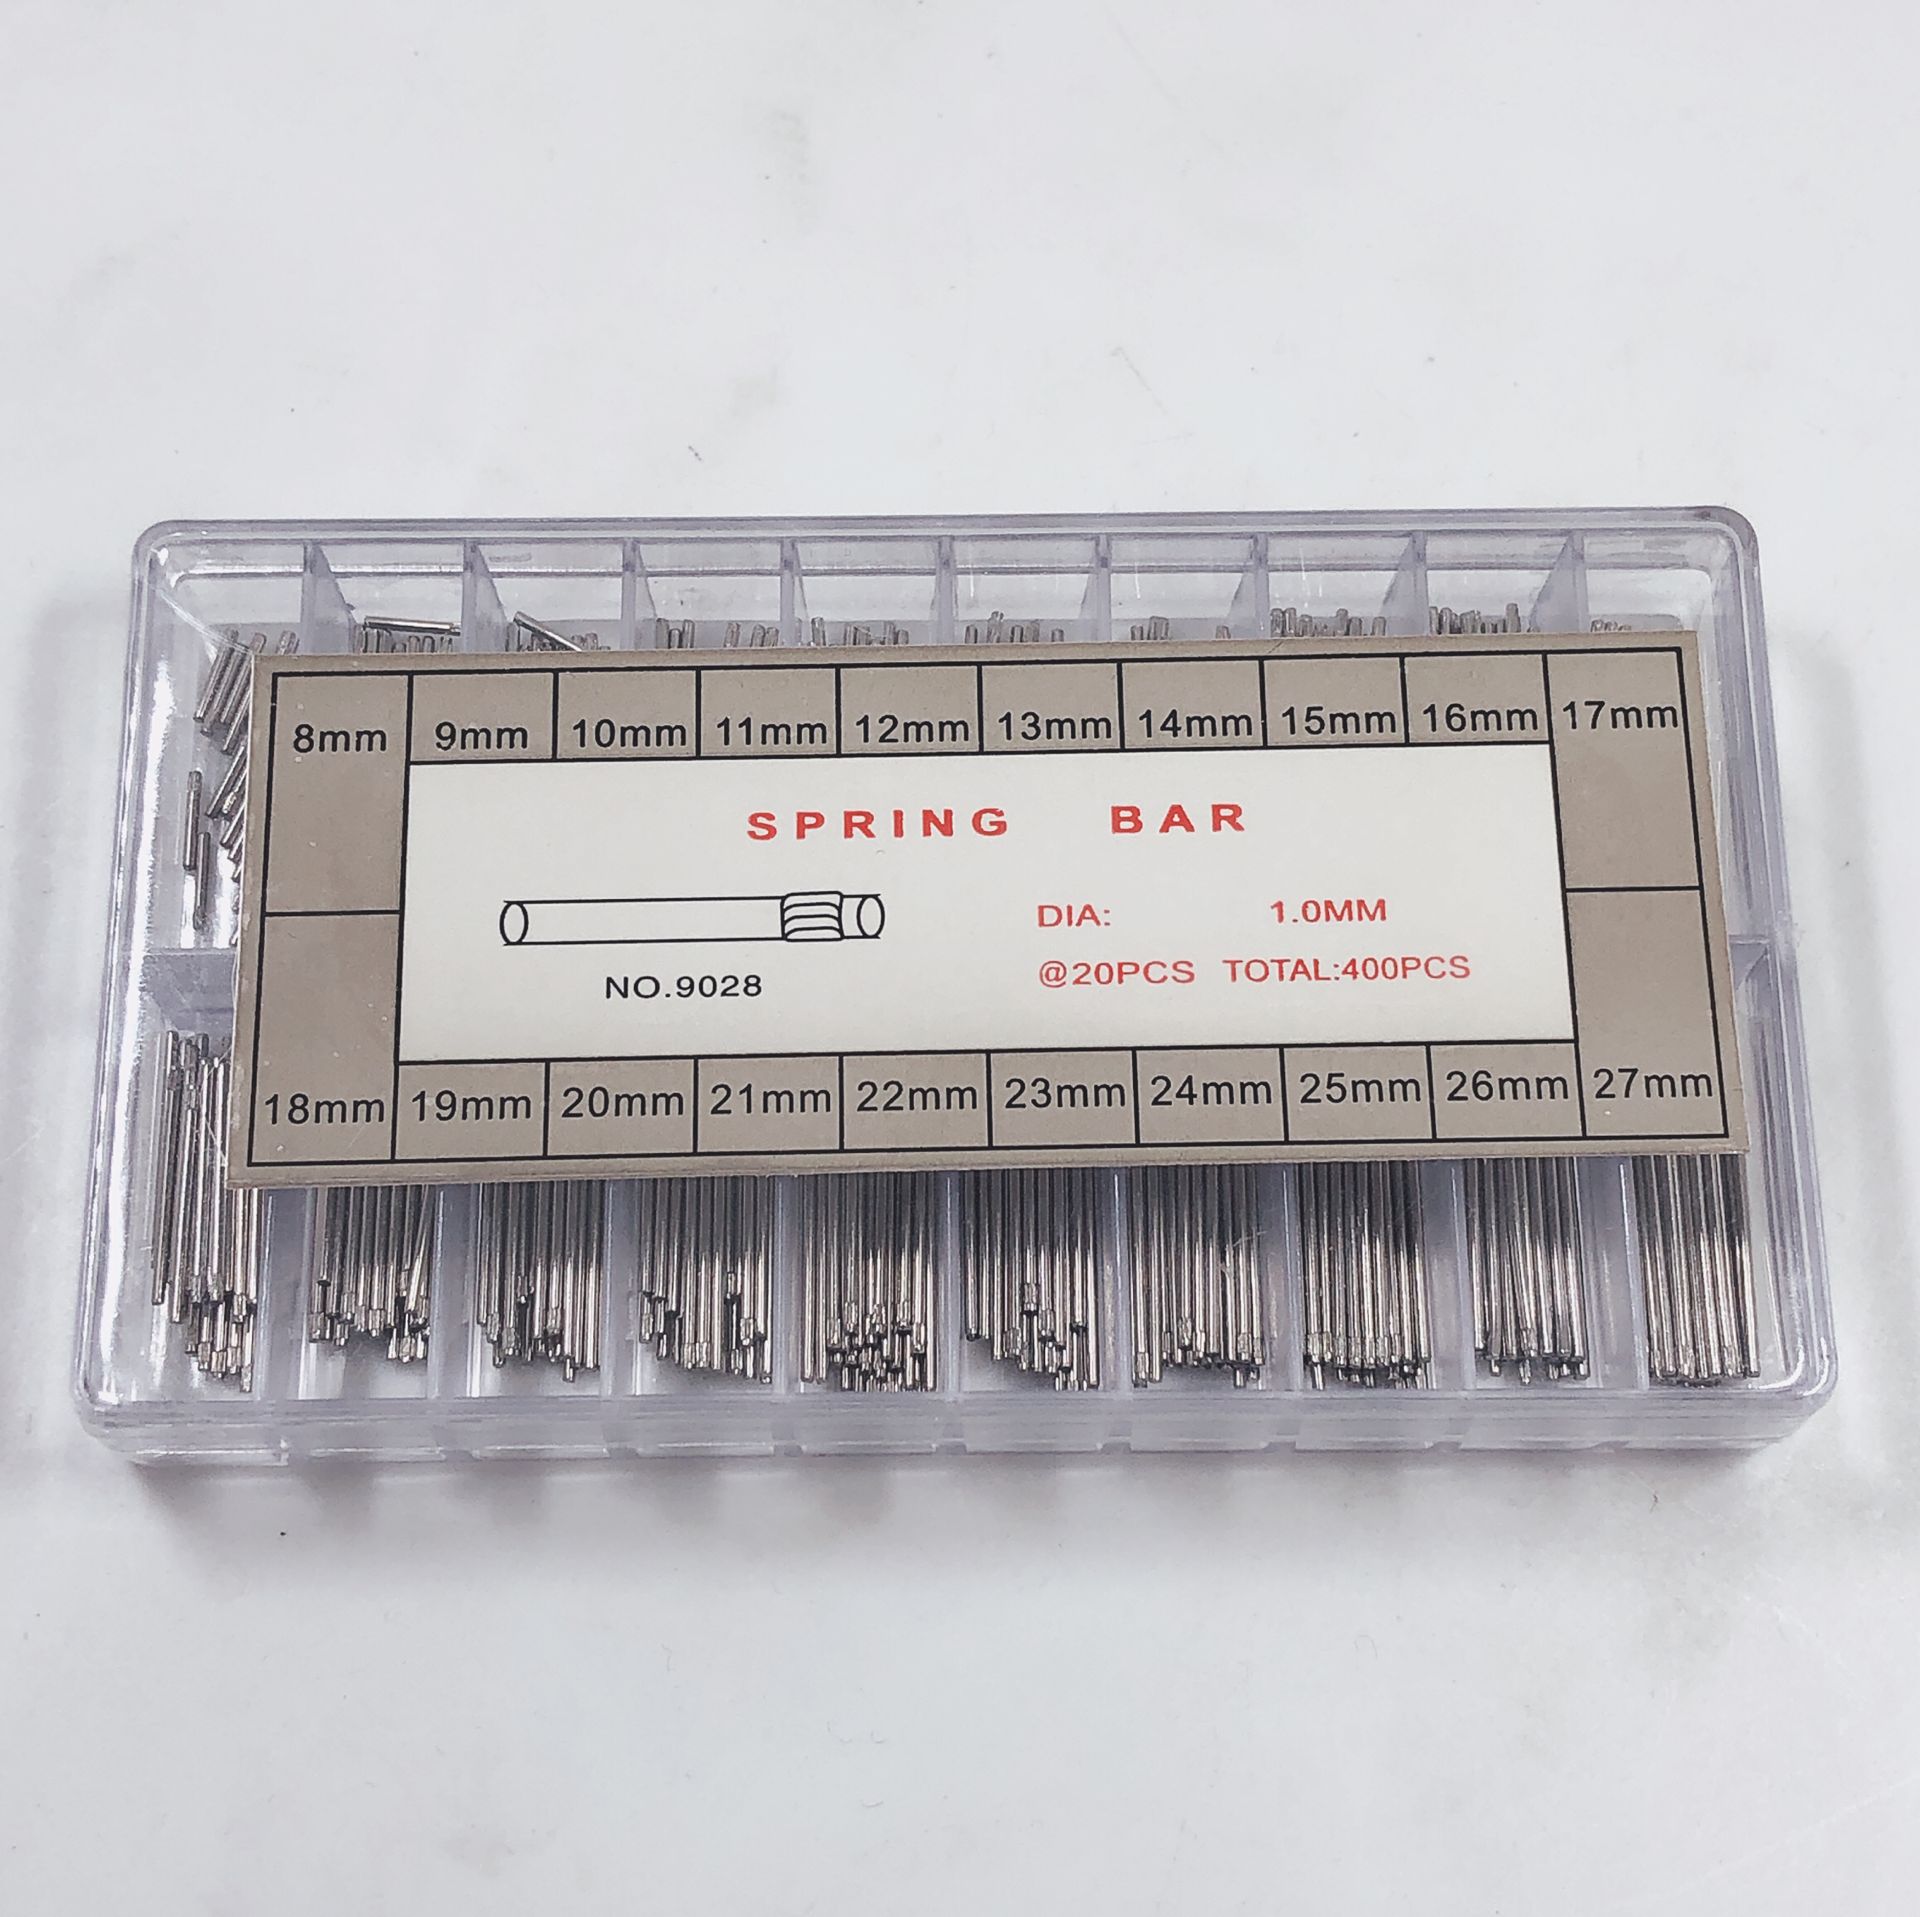 8mm 9mm 10mm 11mm 12mm 13mm 14mm 15mm 16mm 17mm
SPRING BAR
DIA: 1.0MM
@20PCS TOTAL:400PCS
NO.9028
18mm 19mm 20mm 21mm 22mm 23mm 24mm 25mm 26mm 27mm